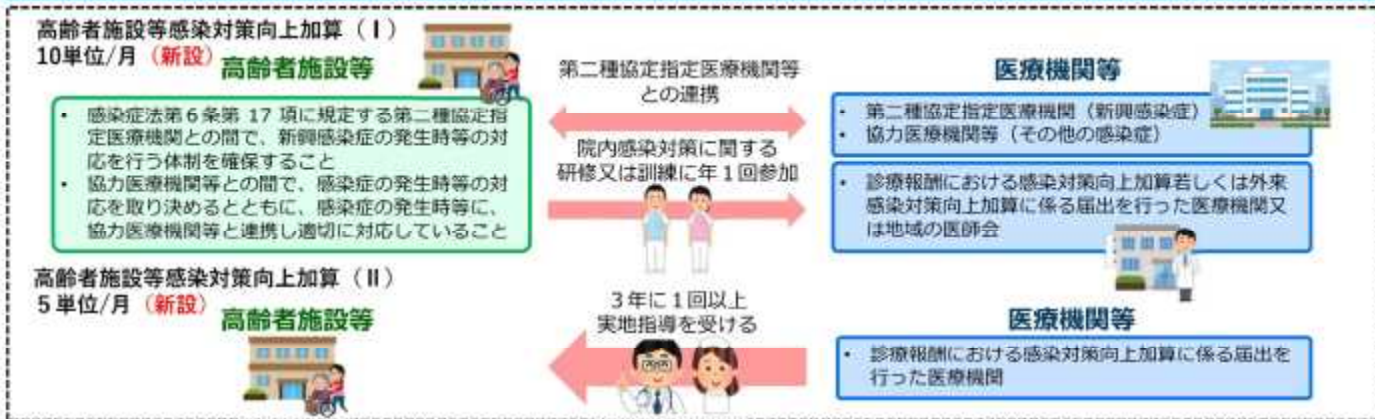 高齢者施設等感染対策向上加算（Ⅰ）
10単位/月（新設）
高齢者施設等
・ 感染症法第６条第 17 項に規定する第二種協定指
定医療機関との間で、新興感染症の発生時等の対
応を行う体制を確保すること
・ 協力医療機関等との間で、感染症の発生時等の対
応を取り決めるとともに、感染症の発生時等に、
協力医療機関等と連携し適切に対応していること
第二種協定指定医療機関等
との連携
院内感染対策に関する
研修又は訓練に年１回参加
医療機関等
・ 第二種協定指定医療機関（新興感染症）
・ 協力医療機関等（その他の感染症）
・ 診療報酬における感染対策向上加算若しくは外来
感染対策向上加算に係る届出を行った医療機関又
は地域の医師会
高齢者施設等感染対策向上加算（Ⅱ）
５単位/月（新設）
高齢者施設等
３年に１回以上
実地指導を受ける
医療機関等
・ 診療報酬における感染対策向上加算に係る届出を
行った医療機関